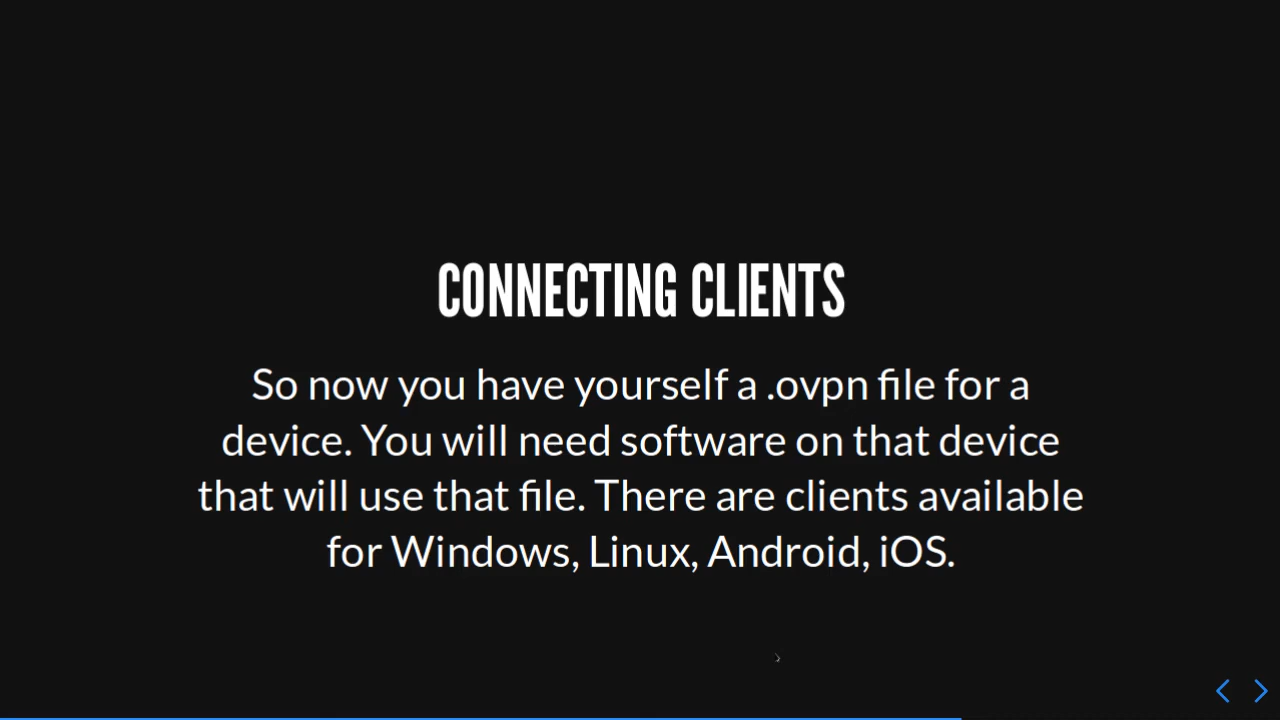 CONNECTING CLIENTS
So now you have yourself a .ovpn file for a
device. You will need software on that device
that will use that file. There are clients available
for Windows, Linux, Android, iOS.